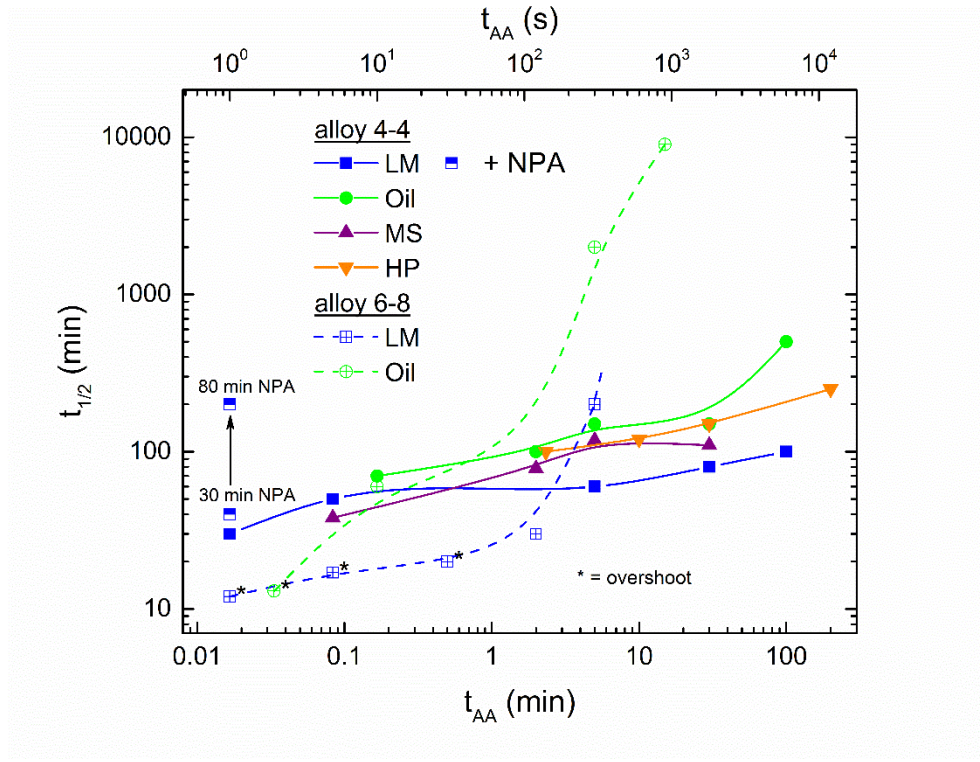 t_AA (s)
10^0 10^1 10^2 10^3 10^4
10000
1000
100
10
t_1/2 (min)
alloy 4-4
LM + NPA
Oil
MS
HP
alloy 6-8
LM
Oil
80 min NPA
30 min NPA
* * * *
* = overshoot
0.01 0.1 1 10 100
t_AA (min)